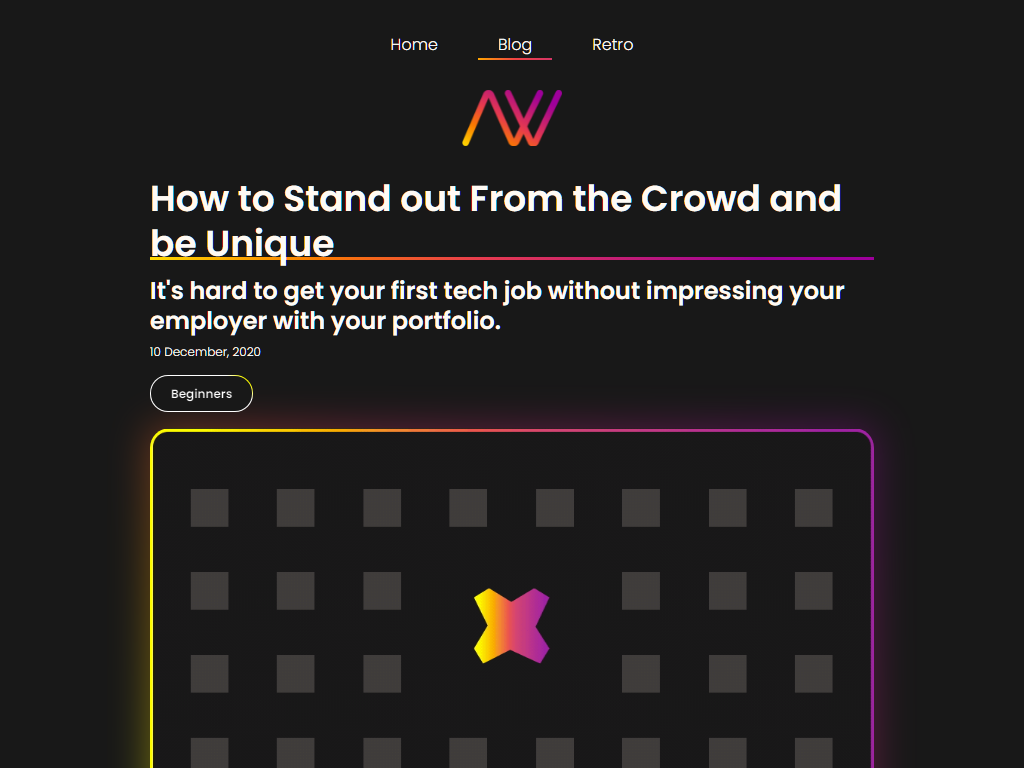 Home Blog Retro
AW
How to Stand out From the Crowd and
be Unique
It's hard to get your first tech job without impressing your
employer with your portfolio.
10 December, 2020
Beginners